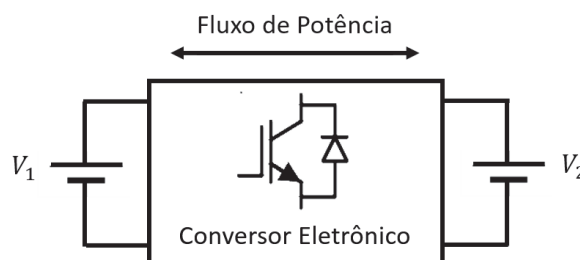 Fluxo de Potência
V₁
V₂
Conversor Eletrônico